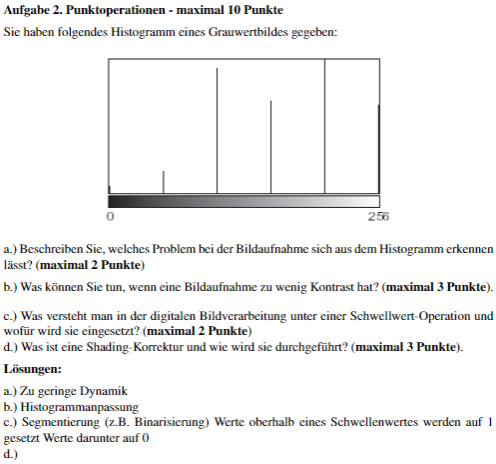 Aufgabe 2. Punktoperationen - maximal 10 Punkte
Sie haben folgendes Histogramm eines Grauwertbildes gegeben:
0 256
a.) Beschreiben Sie, welches Problem bei der Bildaufnahme sich aus dem Histogramm erkennen
lässt? (maximal 2 Punkte)
b.) Was können Sie tun, wenn eine Bildaufnahme zu wenig Kontrast hat? (maximal 3 Punkte).
c.) Was versteht man in der digitalen Bildverarbeitung unter einer Schwellwert-Operation und
wofür wird sie eingesetzt? (maximal 2 Punkte)
d.) Was ist eine Shading-Korrektur und wie wird sie durchgeführt? (maximal 3 Punkte).
Lösungen:
a.) Zu geringe Dynamik
b.) Histogrammanpassung
c.) Segmentierung (z.B. Binarisierung) Werte oberhalb eines Schwellenwertes werden auf 1
gesetzt Werte darunter auf 0
d.)